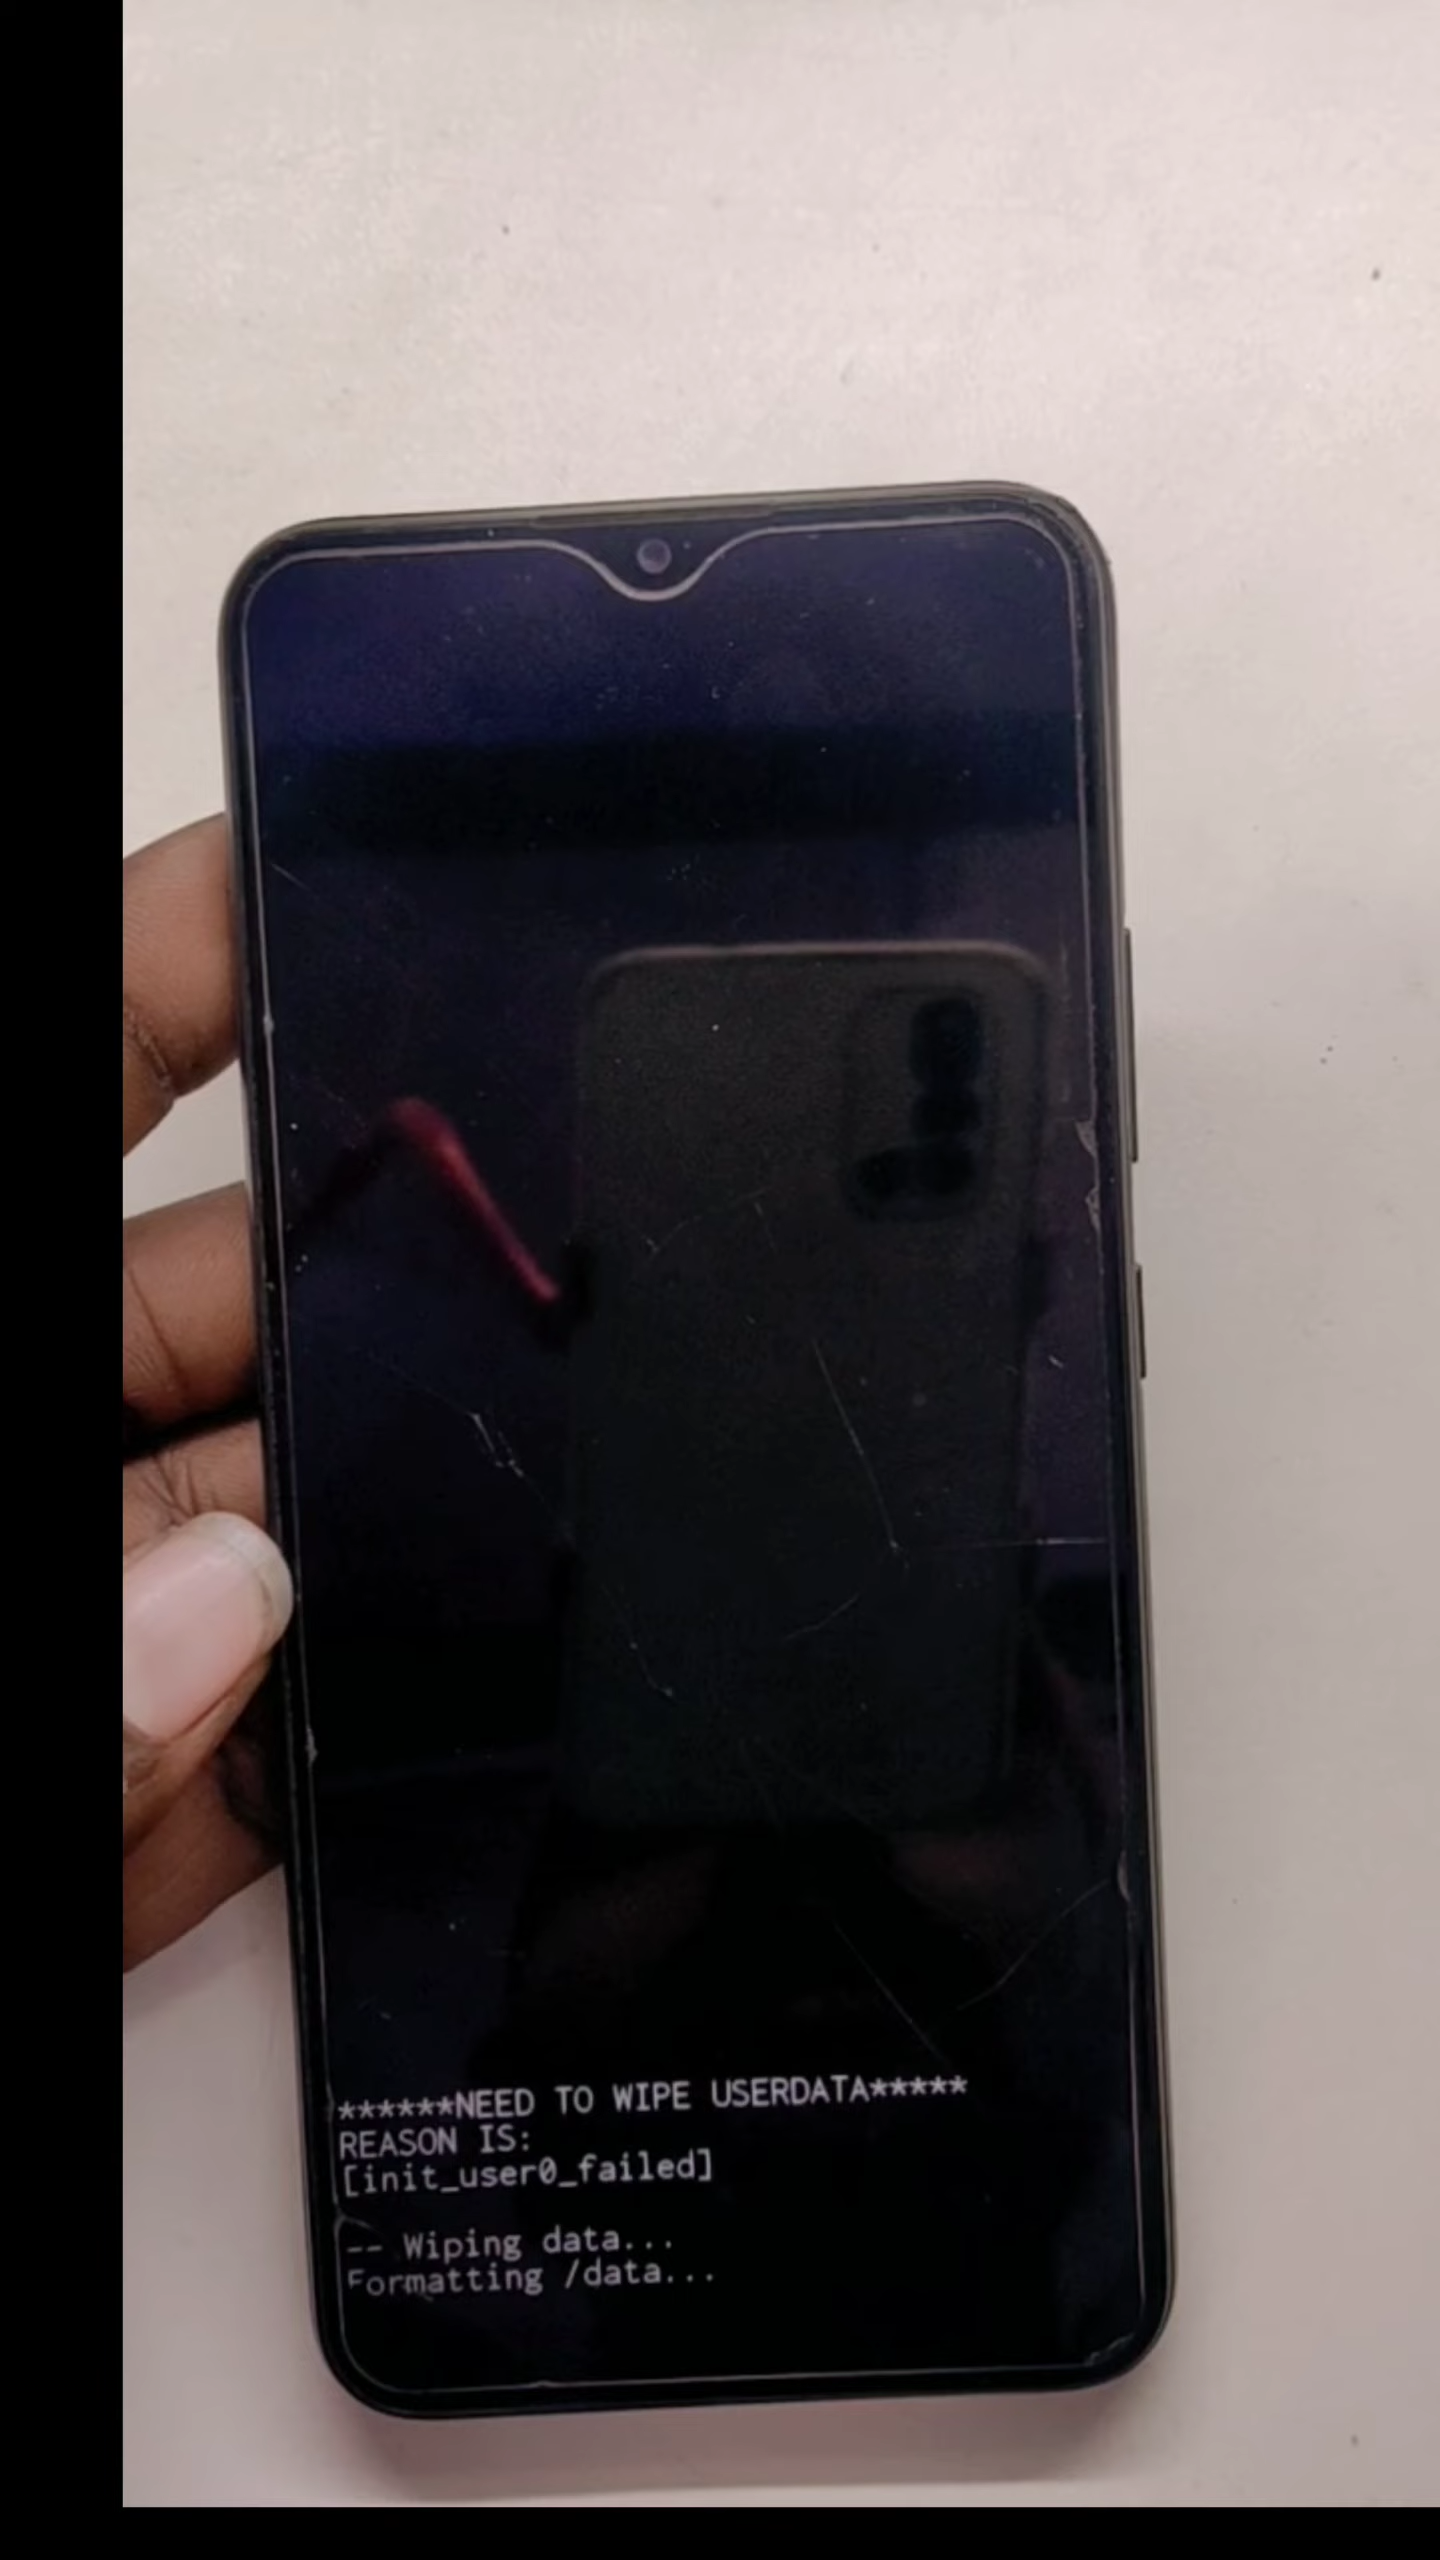 ******NEED TO WIPE USERDATA*****
REASON IS:
[init_user0_failed]
-- Wiping data...
Formatting /data...